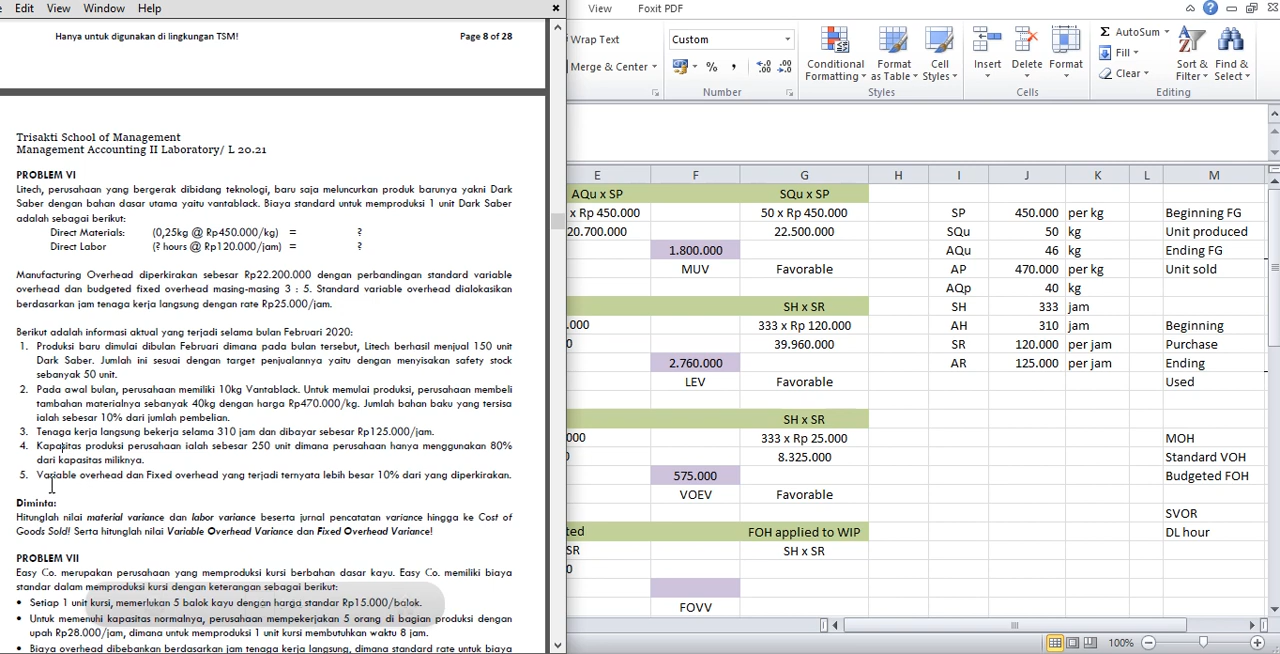 Edit View Window Help
Hanya untuk digunakan di lingkungan TSM! Page 8 of 28
Trisakti School of Management
Management Accounting II Laboratory/ L 20.21
PROBLEM VI
Litech, perusahaan yang bergerak dibidang teknologi, baru saja meluncurkan produk barunya yakni Dark
Saber dengan bahan dasar utama yaitu vantablack. Biaya standard untuk memproduksi 1 unit Dark Saber
adalah sebagai berikut:
Direct Materials: (0,25kg @ Rp450.000/kg) = ?
Direct Labor (? hours @ Rp120.000/jam) = ?
Manufacturing Overhead diperkirakan sebesar Rp22.200.000 dengan perbandingan standard variable
overhead dan budgeted fixed overhead masing-masing 3 : 5. Standard variable overhead dialokasikan
berdasarkan jam tenaga kerja langsung dengan rate Rp25.000/jam.
Berikut adalah informasi aktual yang terjadi selama bulan Februari 2020:
1. Produksi baru dimulai dibulan Februari dimana pada bulan tersebut, Litech berhasil menjual 150 unit
Dark Saber. Jumlah ini sesuai dengan target penjualannya yaitu dengan menyisakan safety stock
sebanyak 50 unit.
2. Pada awal bulan, perusahaan memiliki 10kg Vantablack. Untuk memulai produksi, perusahaan membeli
tambahan materialnya sebanyak 40kg dengan harga Rp470.000/kg. Jumlah bahan baku yang tersisa
ialah sebesar 10% dari jumlah pembelian.
3. Tenaga kerja langsung bekerja selama 310 jam dan dibayar sebesar Rp125.000/jam.
4. Kapasitas produksi perusahaan ialah sebesar 250 unit dimana perusahaan hanya menggunakan 80%
dari kapasitas miliknya.
5. Variable overhead dan Fixed overhead yang terjadi ternyata lebih besar 10% dari yang diperkirakan.
Diminta:
Hitunglah nilai material variance dan labor variance beserta jurnal pencatatan variance hingga ke Cost of
Goods Sold! Serta hitunglah nilai Variable Overhead Variance dan Fixed Overhead Variance!
PROBLEM VII
Easy Co. merupakan perusahaan yang memproduksi kursi berbahan dasar kayu. Easy Co. memiliki biaya
standar dalam memproduksi kursi dengan keterangan sebagai berikut:
• Setiap 1 unit kursi, memerlukan 5 balok kayu dengan harga standar Rp15.000/balok.
• Untuk memenuhi kapasitas normalnya, perusahaan mempekerjakan 5 orang di bagian produksi dengan
upah Rp28.000/jam, dimana untuk memproduksi 1 unit kursi membutuhkan waktu 8 jam.
• Biaya overhead dibebankan berdasarkan jam tenaga kerja langsung, dimana standard rate untuk biaya
View Foxit PDF
Wrap Text Custom AutoSum
Fill
Merge & Center % Conditional Formatting Format as Table Cell Styles Insert Delete Format Clear Sort & Filter Find & Select
Number Styles Cells Editing
E F G H I J K L M
AQu x SP SQu x SP
x Rp 450.000 50 x Rp 450.000 SP 450.000 per kg Beginning FG
20.700.000 22.500.000 SQu 50 kg Unit produced
1.800.000 AQu 46 kg Ending FG
MUV Favorable AP 470.000 per kg Unit sold
AQp 40 kg
SH x SR SH 333 jam
.000 333 x Rp 120.000 AH 310 jam Beginning
0 39.960.000 SR 120.000 per jam Purchase
2.760.000 AR 125.000 per jam Ending
LEV Favorable Used
SH x SR
000 333 x Rp 25.000 MOH
0 8.325.000 Standard VOH
575.000 Budgeted FOH
VOEV Favorable
SVOR
ted FOH applied to WIP DL hour
SR SH x SR
0
FOVV
100%